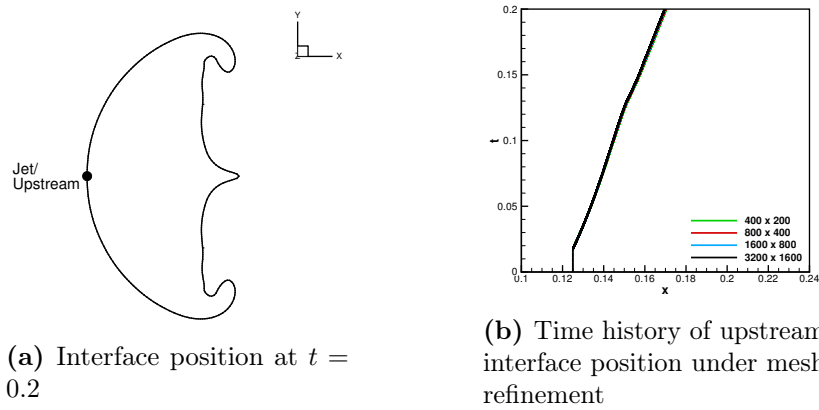 Y
Z
X
Jet/
Upstream
(a) Interface position at t =
0.2
t
0.2
0.15
0.1
0.05
0
0.1
0.12
0.14
0.16
0.18
0.2
0.22
0.24
x
400 x 200
800 x 400
1600 x 800
3200 x 1600
(b) Time history of upstream
interface position under mesh
refinement